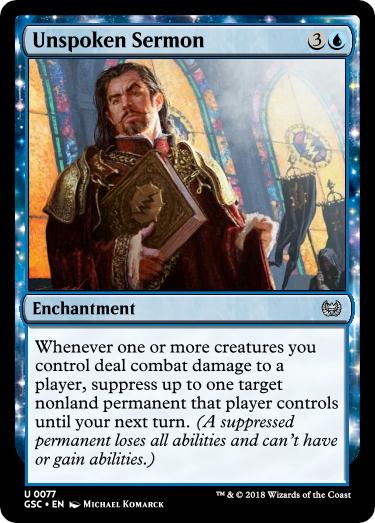 Unspoken Sermon 3
Enchantment
Whenever one or more creatures you
control deal combat damage to a
player, suppress up to one target
nonland permanent that player controls
until your next turn. (A suppressed
permanent loses all abilities and can't have
or gain abilities.)
U 0077
GSC • EN Michael Komarck
™ & © 2018 Wizards of the Coast